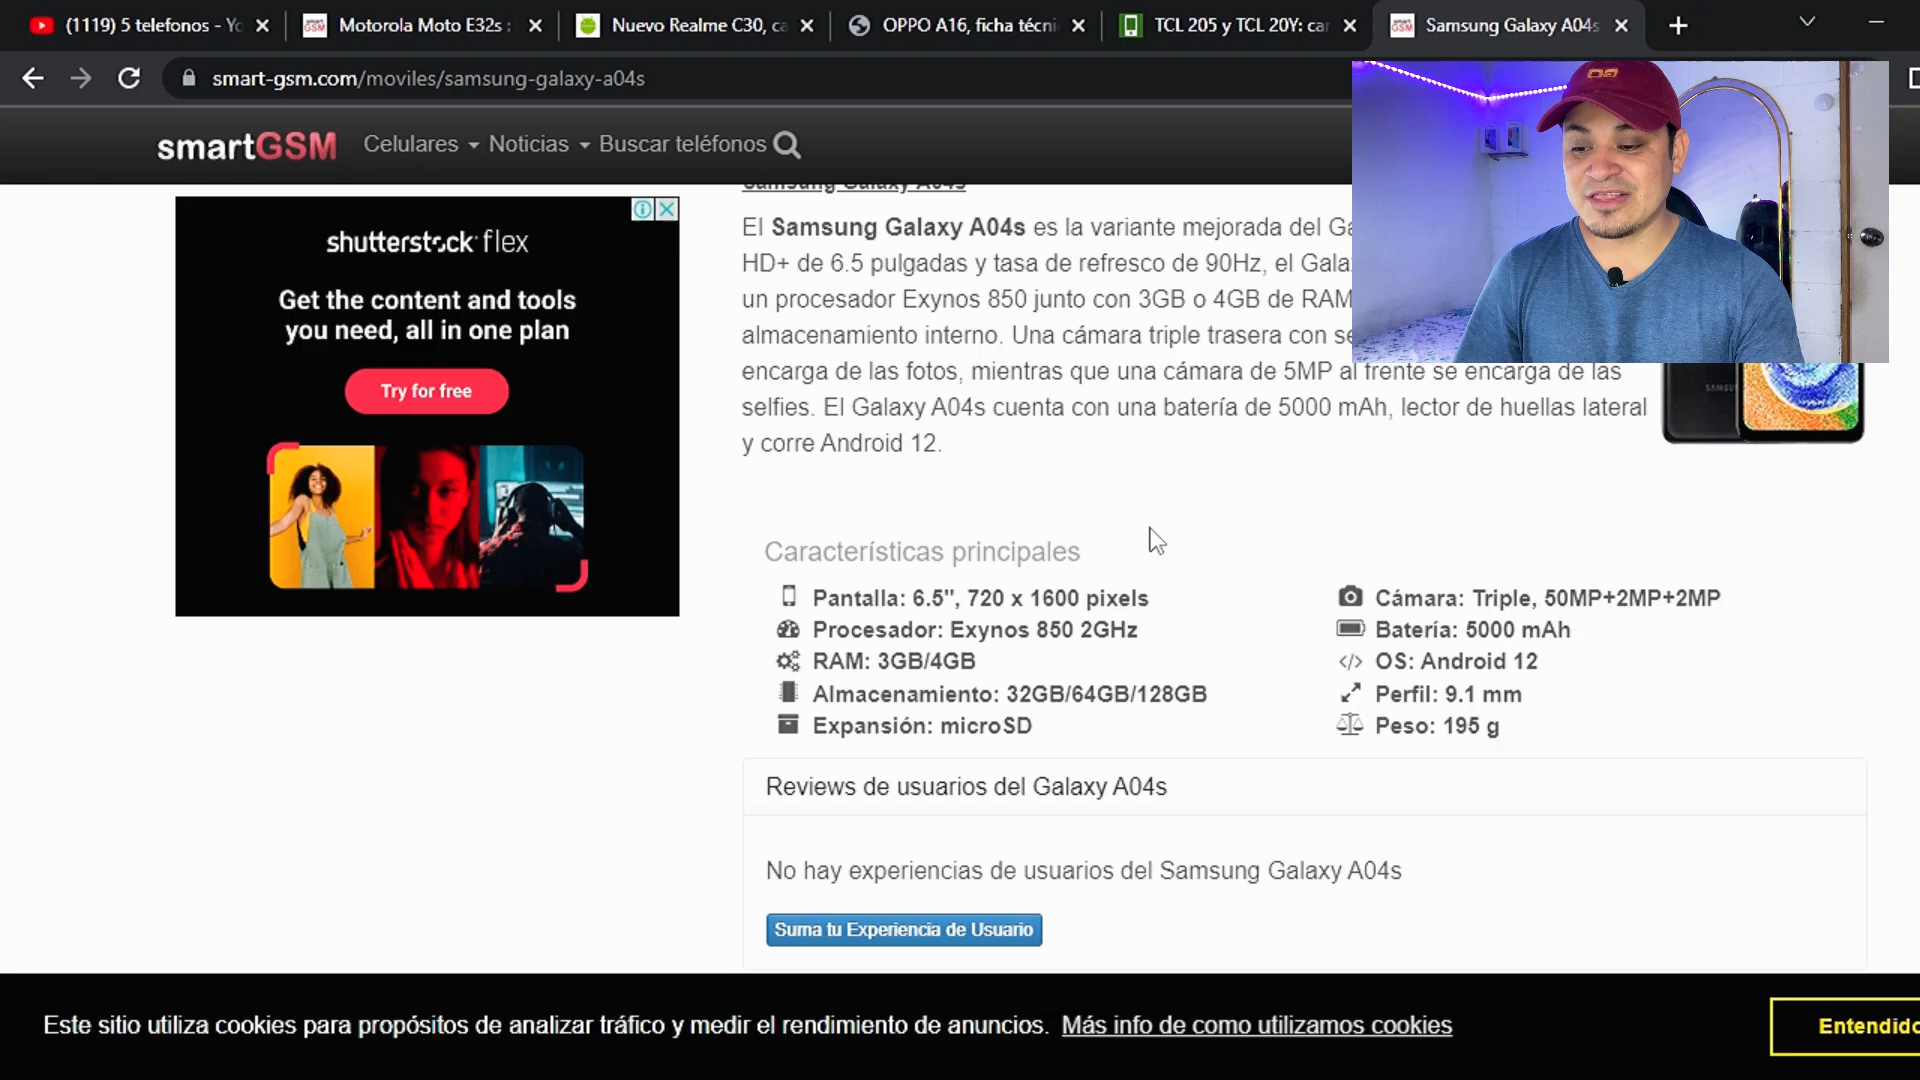 (1119) 5 telefonos - Yo
Motorola Moto E32s :
Nuevo Realme C30, ca
OPPO A16, ficha técni
TCL 205 y TCL 20Y: car
Samsung Galaxy A04s
smart-gsm.com/moviles/samsung-galaxy-a04s
smartGSM
Celulares
Noticias
Buscar teléfonos
shutterstock flex
Get the content and tools
you need, all in one plan
Try for free
Samsung Galaxy A04s
El Samsung Galaxy A04s es la variante mejorada del Ga
HD+ de 6.5 pulgadas y tasa de refresco de 90Hz, el Gala
un procesador Exynos 850 junto con 3GB o 4GB de RAM
almacenamiento interno. Una cámara triple trasera con se
encarga de las fotos, mientras que una cámara de 5MP al frente se encarga de las
selfies. El Galaxy A04s cuenta con una batería de 5000 mAh, lector de huellas lateral
y corre Android 12.
Características principales
Pantalla: 6.5", 720 x 1600 pixels
Procesador: Exynos 850 2GHz
RAM: 3GB/4GB
Almacenamiento: 32GB/64GB/128GB
Expansión: microSD
Cámara: Triple, 50MP+2MP+2MP
Batería: 5000 mAh
OS: Android 12
Perfil: 9.1 mm
Peso: 195 g
Reviews de usuarios del Galaxy A04s
No hay experiencias de usuarios del Samsung Galaxy A04s
Suma tu Experiencia de Usuario
Este sitio utiliza cookies para propósitos de analizar tráfico y medir el rendimiento de anuncios. Más info de como utilizamos cookies
Entendido